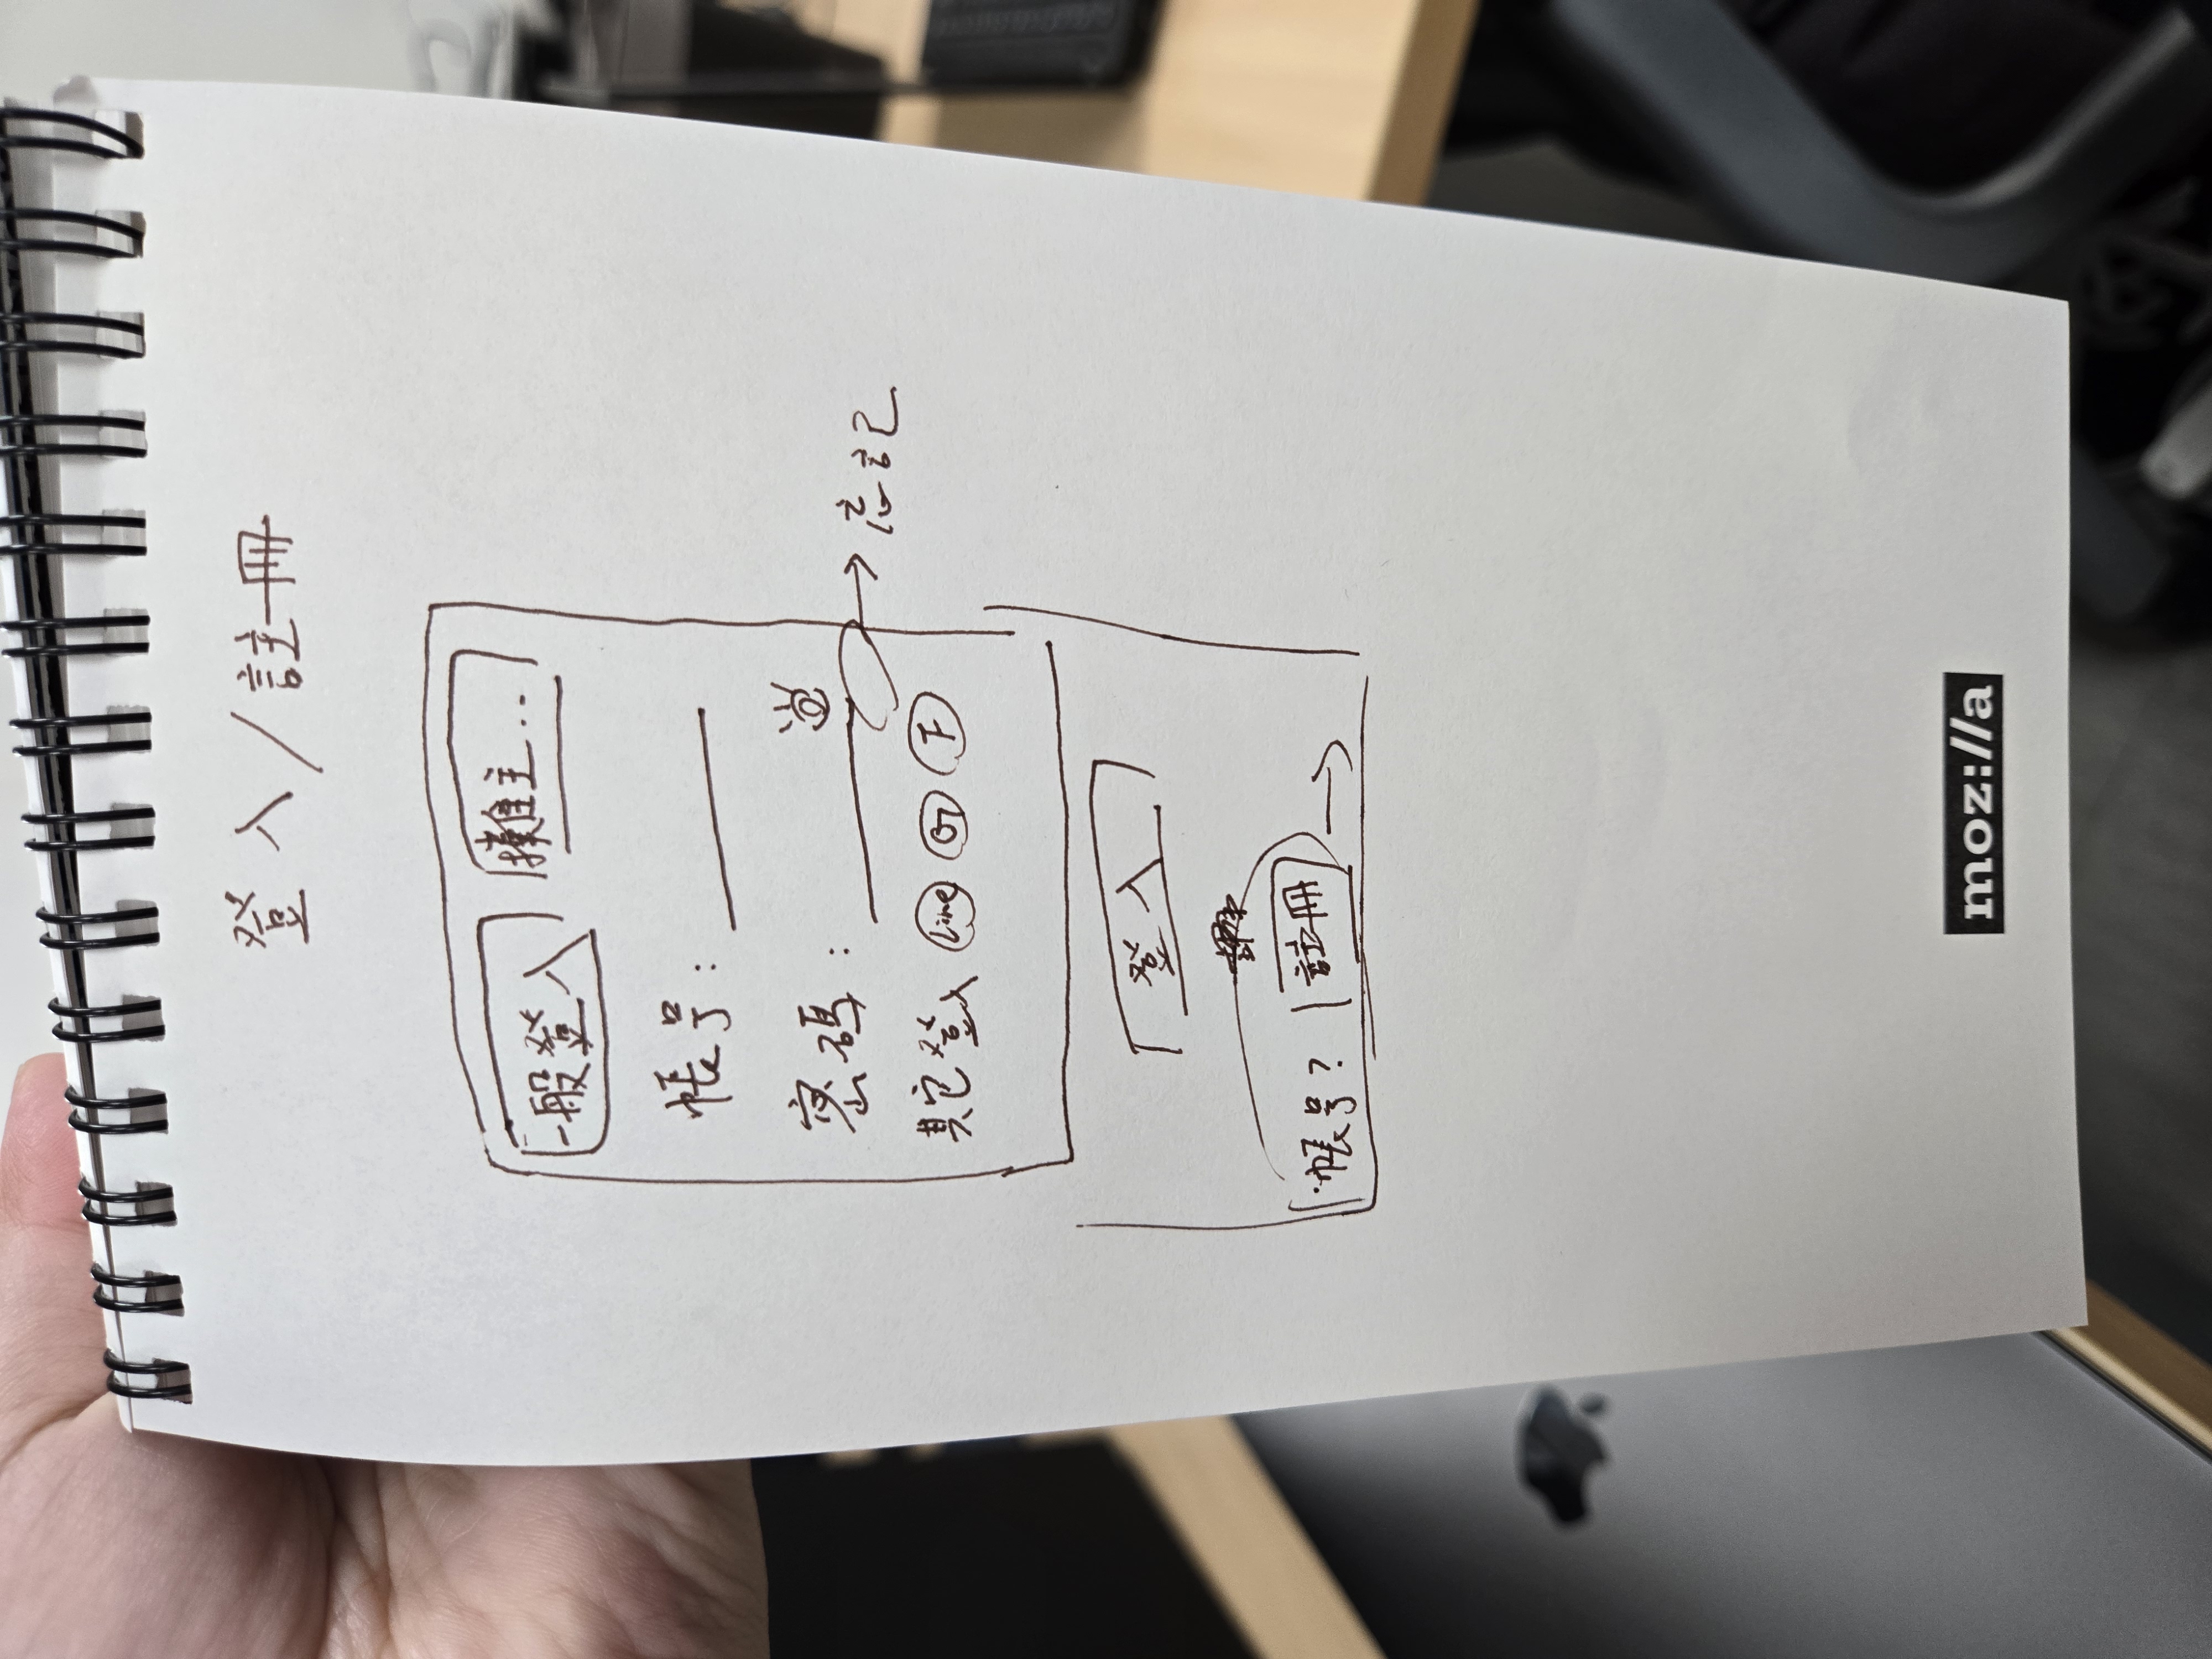 登入/註冊
一般登入 攤主..
帳号:
密碼:
忘記
其它登入 Line G F
登入
帳号? 註冊
moz://a